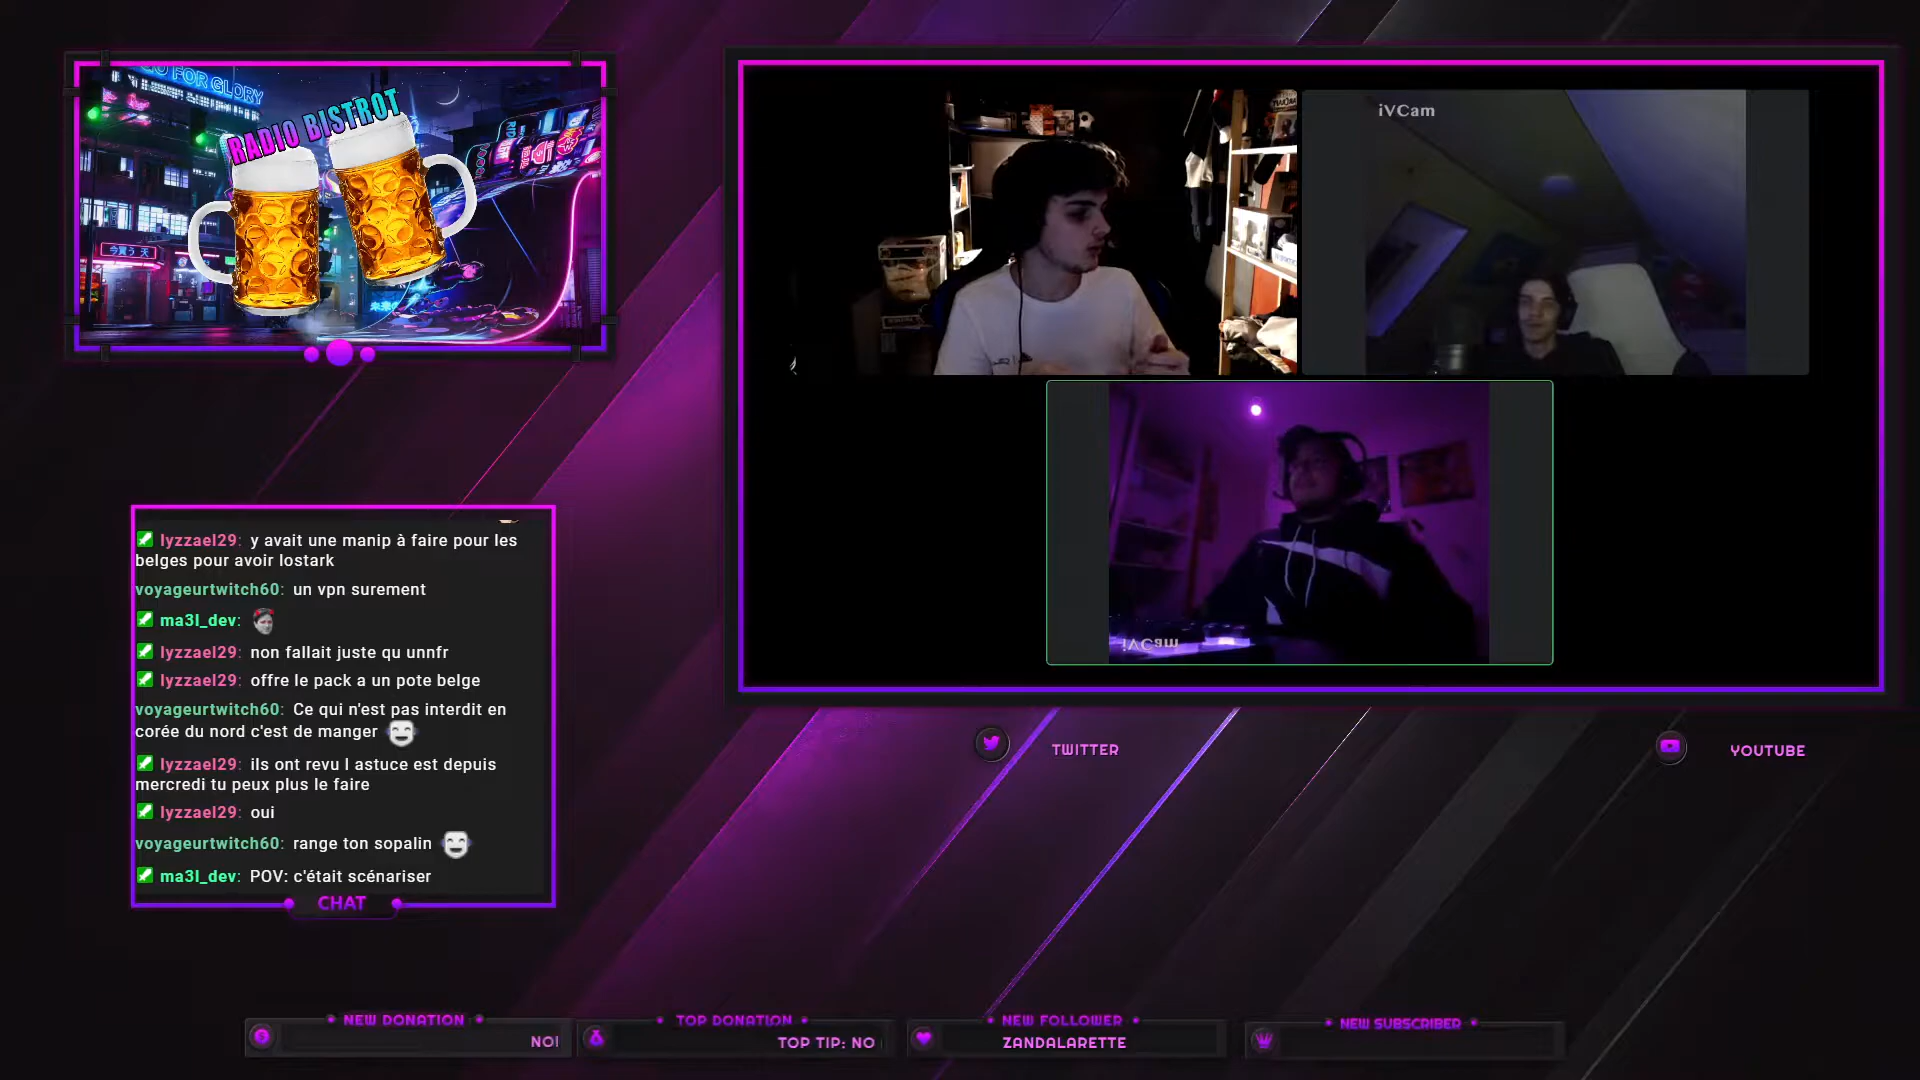 FOR GLORY
RADIO BISTROT
iVCam
iVCam
lyzzael29: y avait une manip à faire pour les
belges pour avoir lostark
voyageurtwitch60: un vpn surement
ma3l_dev:
lyzzael29: non fallait juste qu unnfr
lyzzael29: offre le pack a un pote belge
voyageurtwitch60: Ce qui n'est pas interdit en
corée du nord c'est de manger
lyzzael29: ils ont revu l astuce est depuis
mercredi tu peux plus le faire
lyzzael29: oui
voyageurtwitch60: range ton sopalin
ma3l_dev: POV: c'était scénariser
CHAT
TWITTER
YOUTUBE
NEW DONATION
NO
TOP DONATION
TOP TIP: NO
NEW FOLLOWER
ZANDALARETTE
NEW SUBSCRIBER